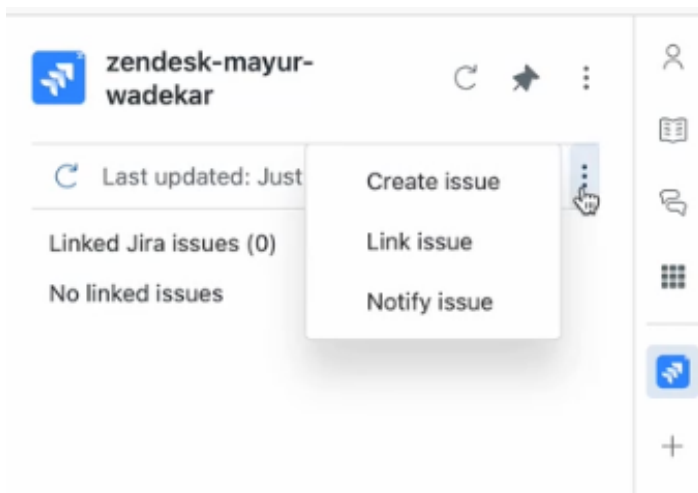 zendesk-mayur-
wadekar
Last updated: Just
Create issue
Link issue
Notify issue
Linked Jira issues (0)
No linked issues